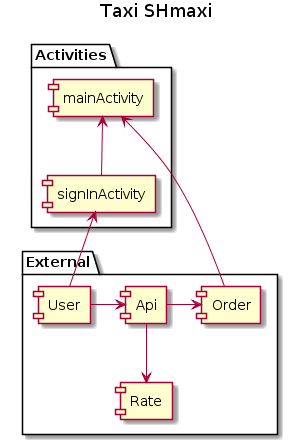 Taxi SHmaxi
Activities
mainActivity
signInActivity
External
User
Api
Order
Rate